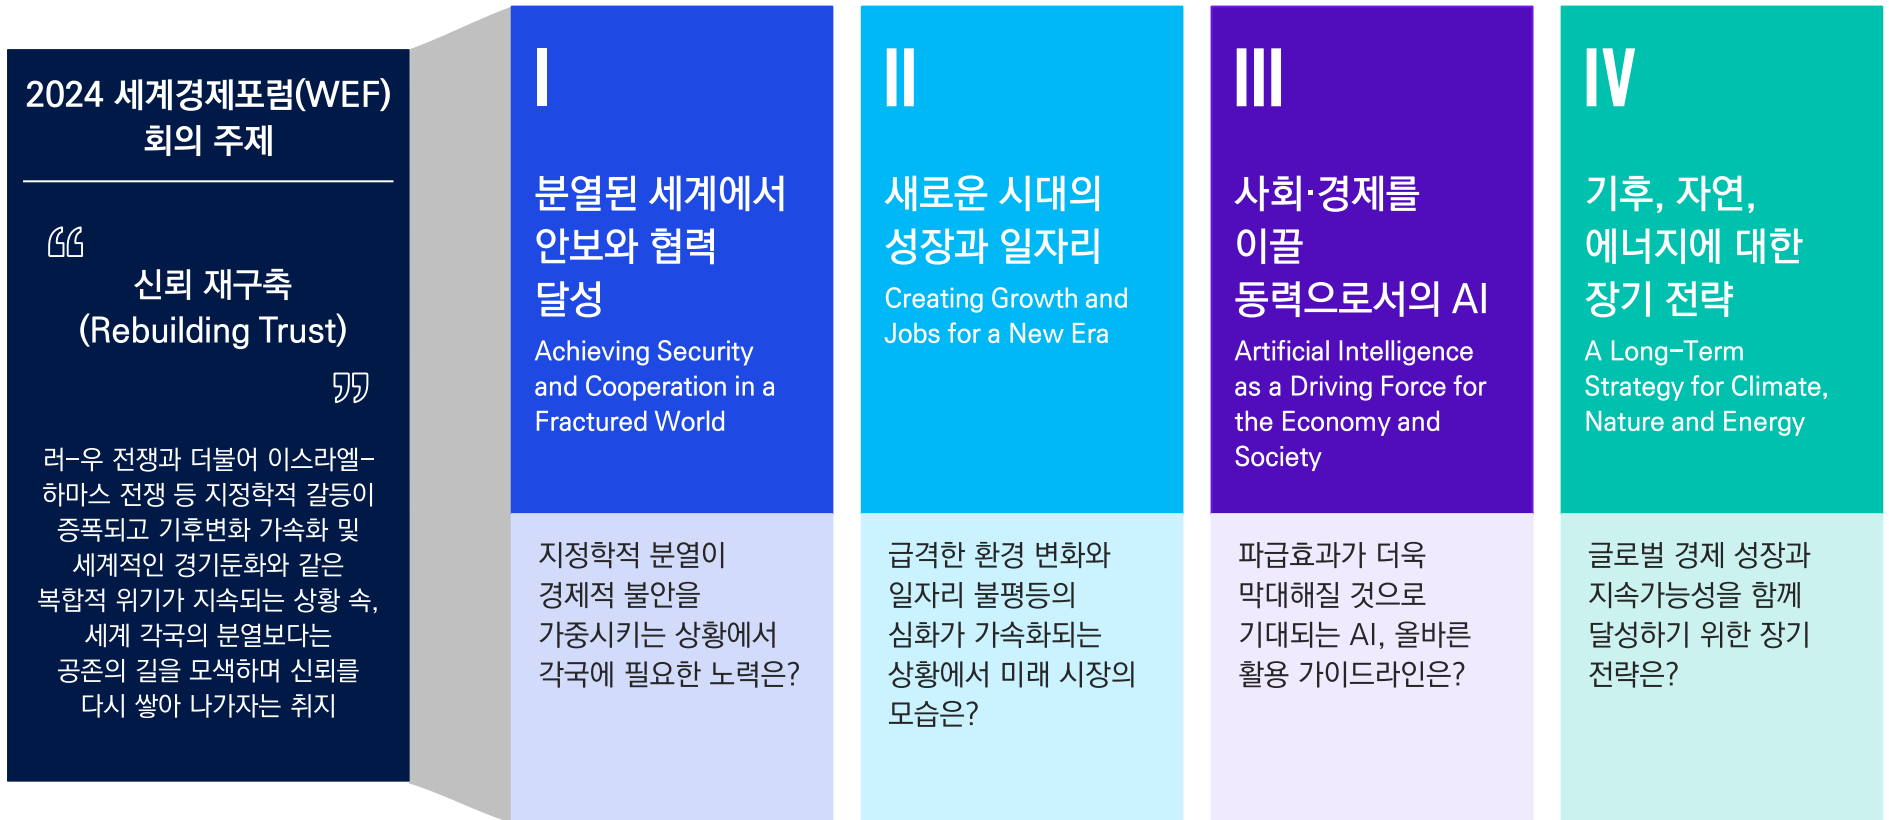 2024 세계경제포럼(WEF)
회의 주제
“
신뢰 재구축
(Rebuilding Trust)
”
러–우 전쟁과 더불어 이스라엘–
하마스 전쟁 등 지정학적 갈등이
증폭되고 기후변화 가속화 및
세계적인 경기둔화와 같은
복합적 위기가 지속되는 상황 속,
세계 각국의 분열보다는
공존의 길을 모색하며 신뢰를
다시 쌓아 나가자는 취지
I
분열된 세계에서
안보와 협력
달성
Achieving Security
and Cooperation in a
Fractured World
지정학적 분열이
경제적 불안을
가중시키는 상황에서
각국에 필요한 노력은?
II
새로운 시대의
성장과 일자리
Creating Growth and
Jobs for a New Era
급격한 환경 변화와
일자리 불평등의
심화가 가속화되는
상황에서 미래 시장의
모습은?
III
사회·경제를
이끌
동력으로서의 AI
Artificial Intelligence
as a Driving Force for
the Economy and
Society
파급효과가 더욱
막대해질 것으로
기대되는 AI, 올바른
활용 가이드라인은?
IV
기후, 자연,
에너지에 대한
장기 전략
A Long–Term
Strategy for Climate,
Nature and Energy
글로벌 경제 성장과
지속가능성을 함께
달성하기 위한 장기
전략은?